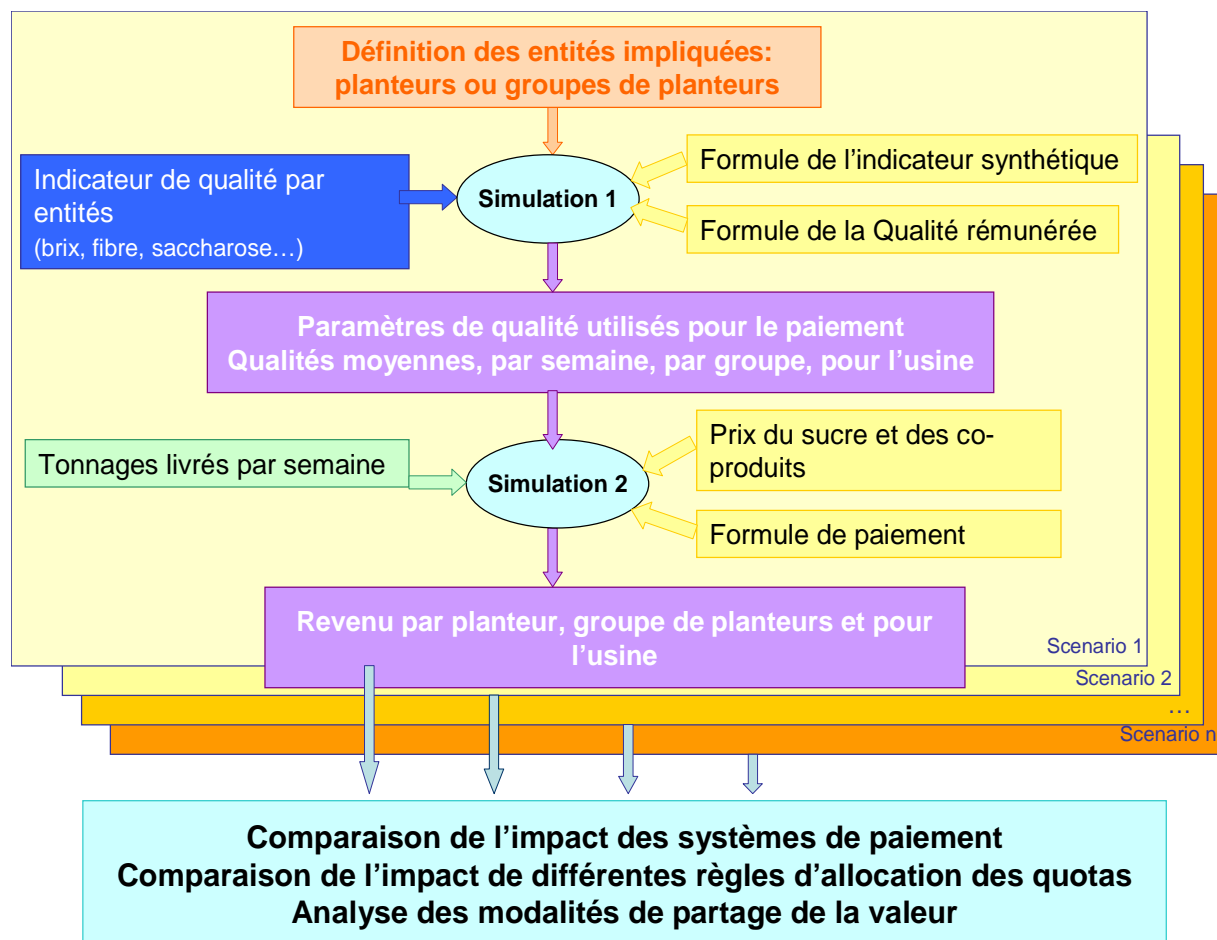 Définition des entités impliquées:
planteurs ou groupes de planteurs
Indicateur de qualité par
entités
(brix, fibre, saccharose…)
Simulation 1
Formule de l’indicateur synthétique
Formule de la Qualité rémunérée
Paramètres de qualité utilisés pour le paiement
Qualités moyennes, par semaine, par groupe, pour l’usine
Tonnages livrés par semaine
Simulation 2
Prix du sucre et des co-
produits
Formule de paiement
Revenu par planteur, groupe de planteurs et pour
l’usine
Scenario 1
Scenario 2
…
Scenario n
Comparaison de l’impact des systèmes de paiement
Comparaison de l’impact de différentes règles d’allocation des quotas
Analyse des modalités de partage de la valeur